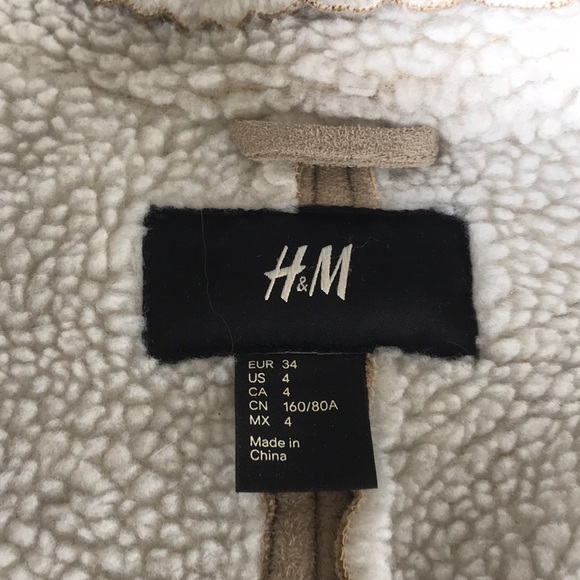 H&M
EUR 34
US 4
CA 4
CN 160/80A
MX 4
Made in
China